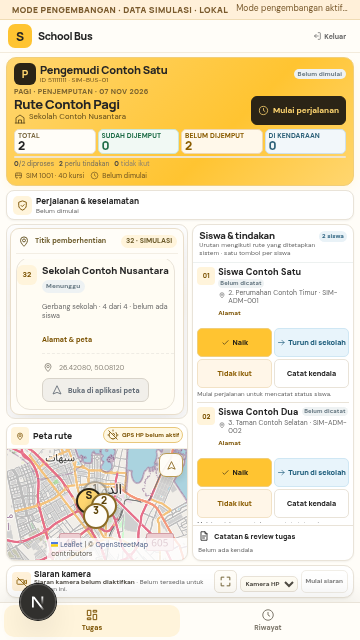 MODE PENGEMBANGAN · DATA SIMULASI · LOKAL
Mode pengembangan aktif…
S
School Bus
Keluar
P
Pengemudi Contoh Satu
Belum dimulai
PAGI · PENJEMPUTAN · 07 NOV 2026
Rute Contoh Pagi
Sekolah Contoh Nusantara
Mulai perjalanan
TOTAL
2
SUDAH DIJEMPUT
0
BELUM DIJEMPUT
2
DI KENDARAAN
0
0/2 diproses 2 perlu tindakan 0 tidak ikut
SIM 1001 · 40 kursi
Belum dimulai
Perjalanan & keselamatan
Belum dimulai
Titik pemberhentian
32 · SIMULASI
32
Sekolah Contoh Nusantara
Menunggu
Gerbang sekolah · 4 dari 4 · belum ada siswa
Alamat & peta
26.42080, 50.08120
Buka di aplikasi peta
Peta rute
GPS HP belum aktif
سيهات
S
2
3
605
Leaflet | © OpenStreetMap
contributors
Siswa & tindakan
2 siswa
Urutan mengikuti rute yang ditetapkan sistem · satu tombol per siswa
01
Siswa Contoh Satu
Belum dicatat
2. Perumahan Contoh Timur · SIM-ADM-001
Alamat
Naik
Turun di sekolah
Tidak ikut
Catat kendala
Mulai perjalanan untuk mencatat status siswa.
02
Siswa Contoh Dua
Belum dicatat
3. Taman Contoh Selatan · SIM-ADM-002
Alamat
Naik
Turun di sekolah
Tidak ikut
Catat kendala
Catatan & review tugas
Belum ada kendala
Siaran kamera
Siaran kamera belum diaktifkan · Belum tersedia untuk
ini.
Kamera HP
Mulai siaran
N
Tugas
Riwayat